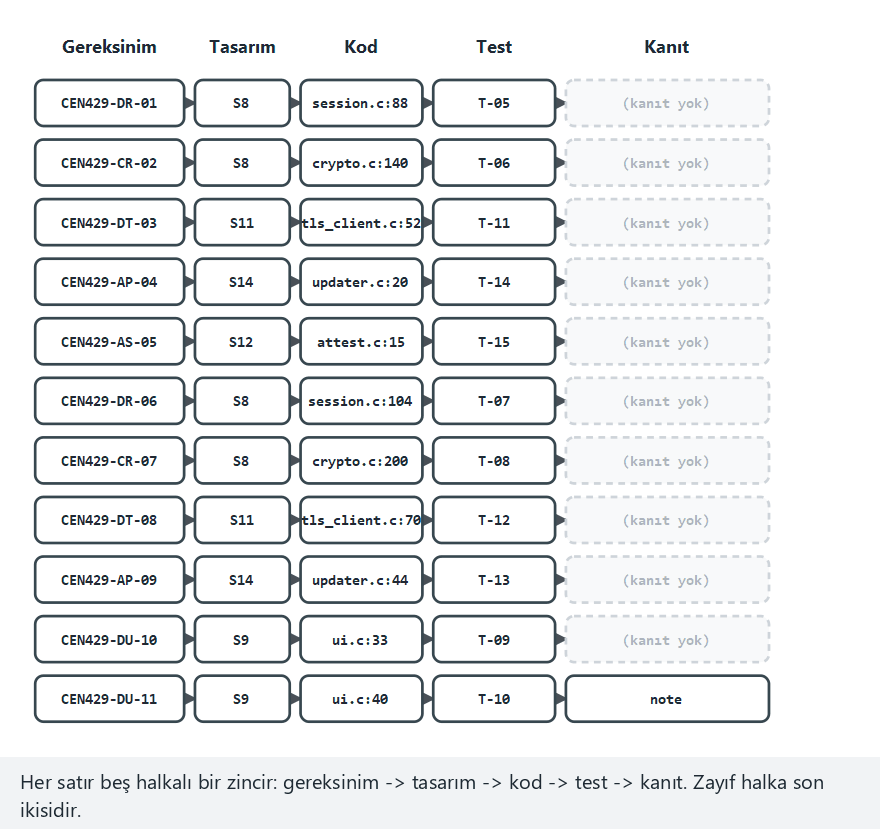 Gereksinim Tasarım Kod Test Kanıt
CEN429-DR-01 S8 session.c:88 T-05 (kanıt yok)
CEN429-CR-02 S8 crypto.c:140 T-06 (kanıt yok)
CEN429-DT-03 S11 tls_client.c:52 T-11 (kanıt yok)
CEN429-AP-04 S14 updater.c:20 T-14 (kanıt yok)
CEN429-AS-05 S12 attest.c:15 T-15 (kanıt yok)
CEN429-DR-06 S8 session.c:104 T-07 (kanıt yok)
CEN429-CR-07 S8 crypto.c:200 T-08 (kanıt yok)
CEN429-DT-08 S11 tls_client.c:70 T-12 (kanıt yok)
CEN429-AP-09 S14 updater.c:44 T-13 (kanıt yok)
CEN429-DU-10 S9 ui.c:33 T-09 (kanıt yok)
CEN429-DU-11 S9 ui.c:40 T-10 note
Her satır beş halkalı bir zincir: gereksinim -> tasarım -> kod -> test -> kanıt. Zayıf halka son
ikisidir.